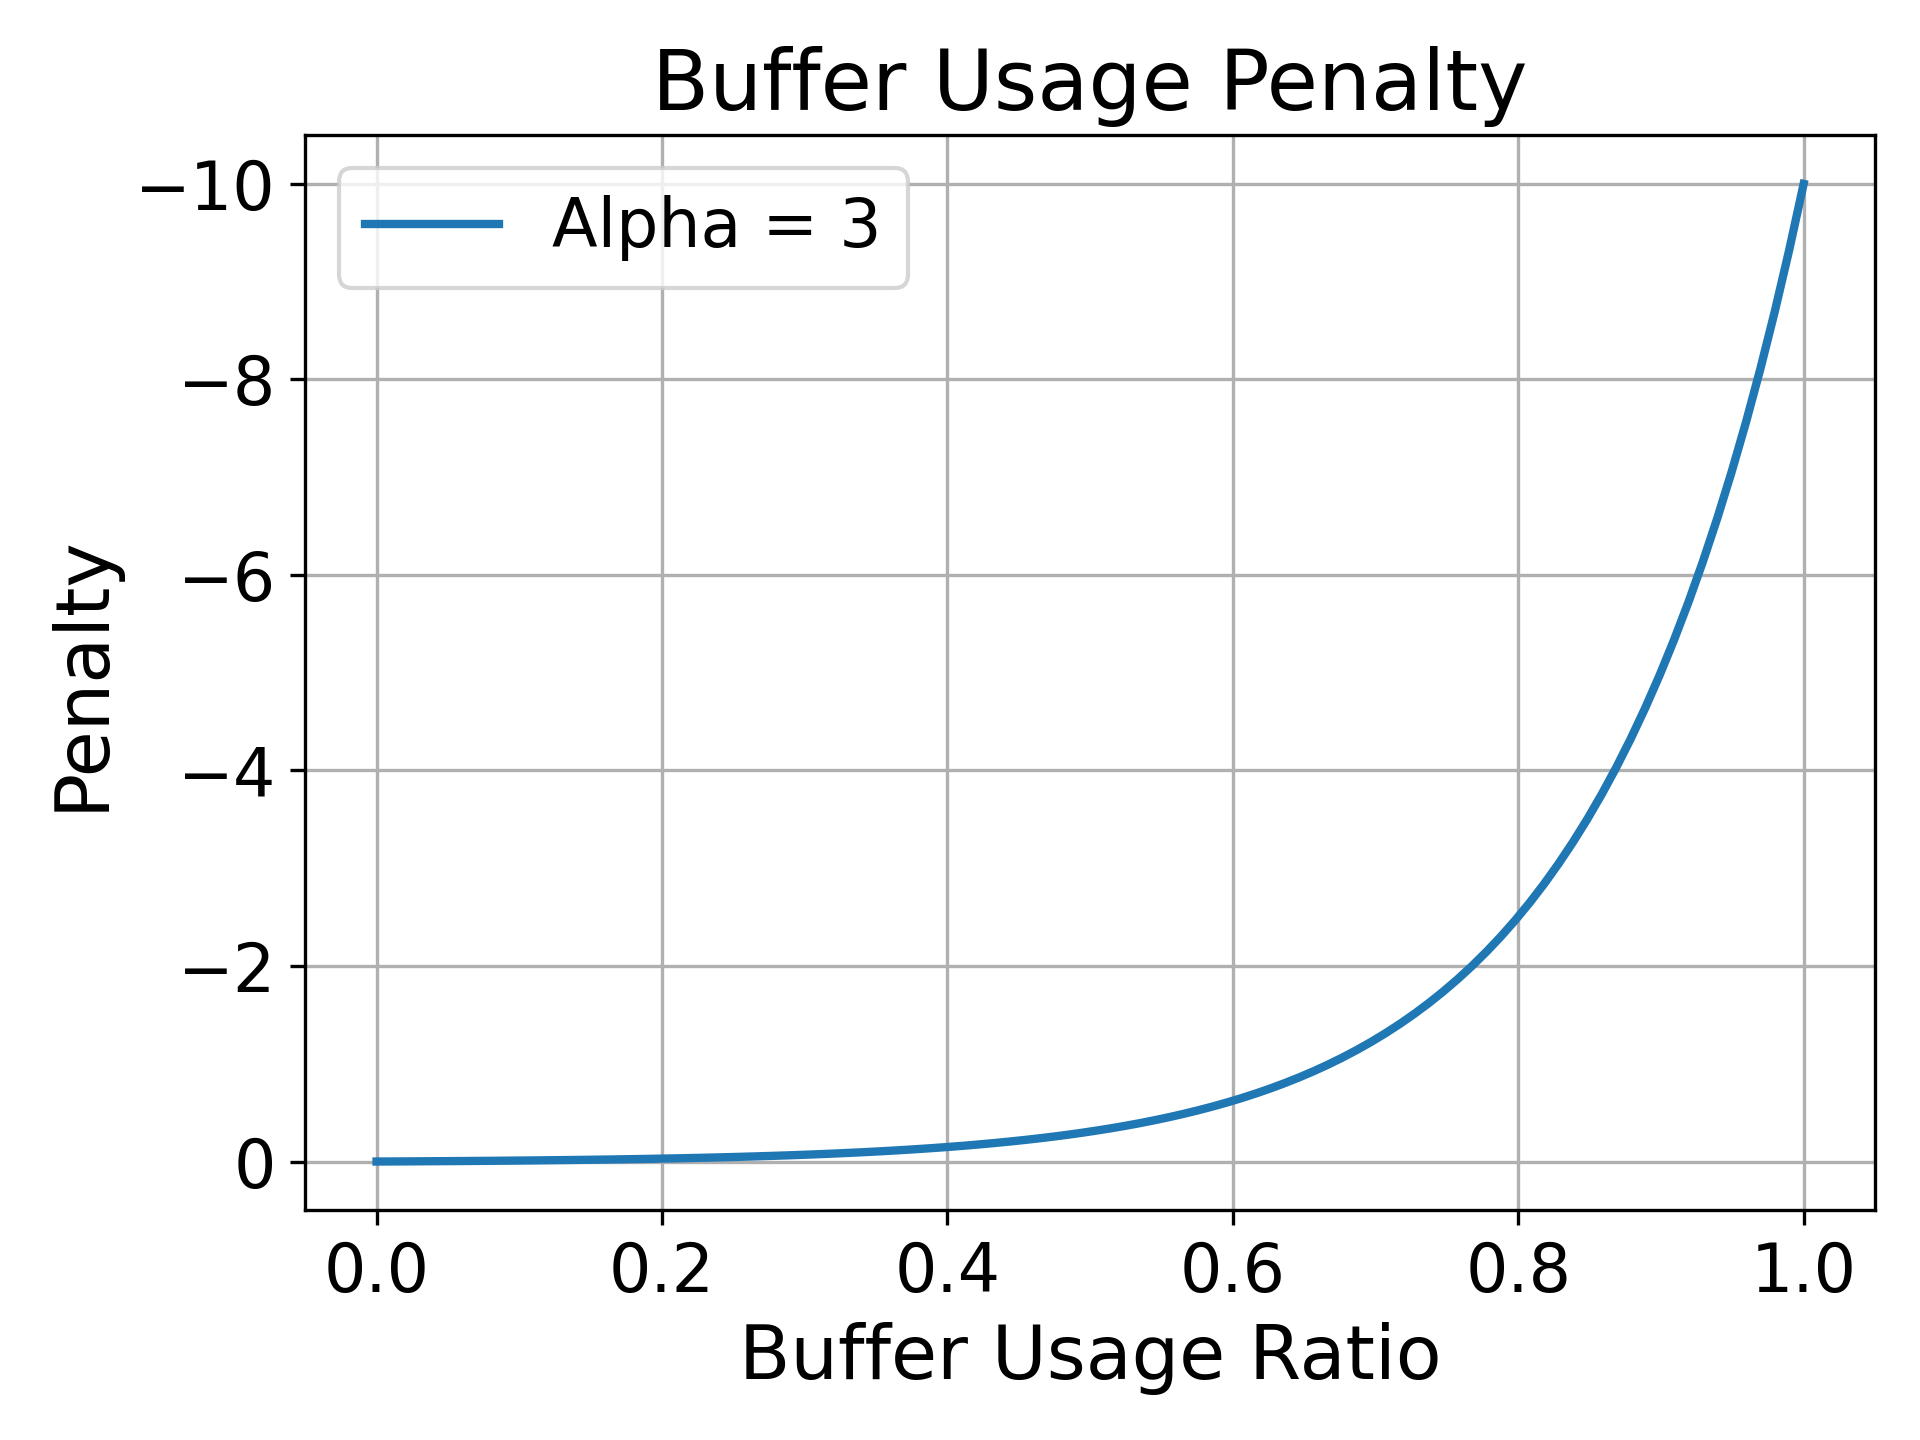 Buffer Usage Penalty
Alpha = 3
Penalty
−10
−8
−6
−4
−2
0
0.0 0.2 0.4 0.6 0.8 1.0
Buffer Usage Ratio